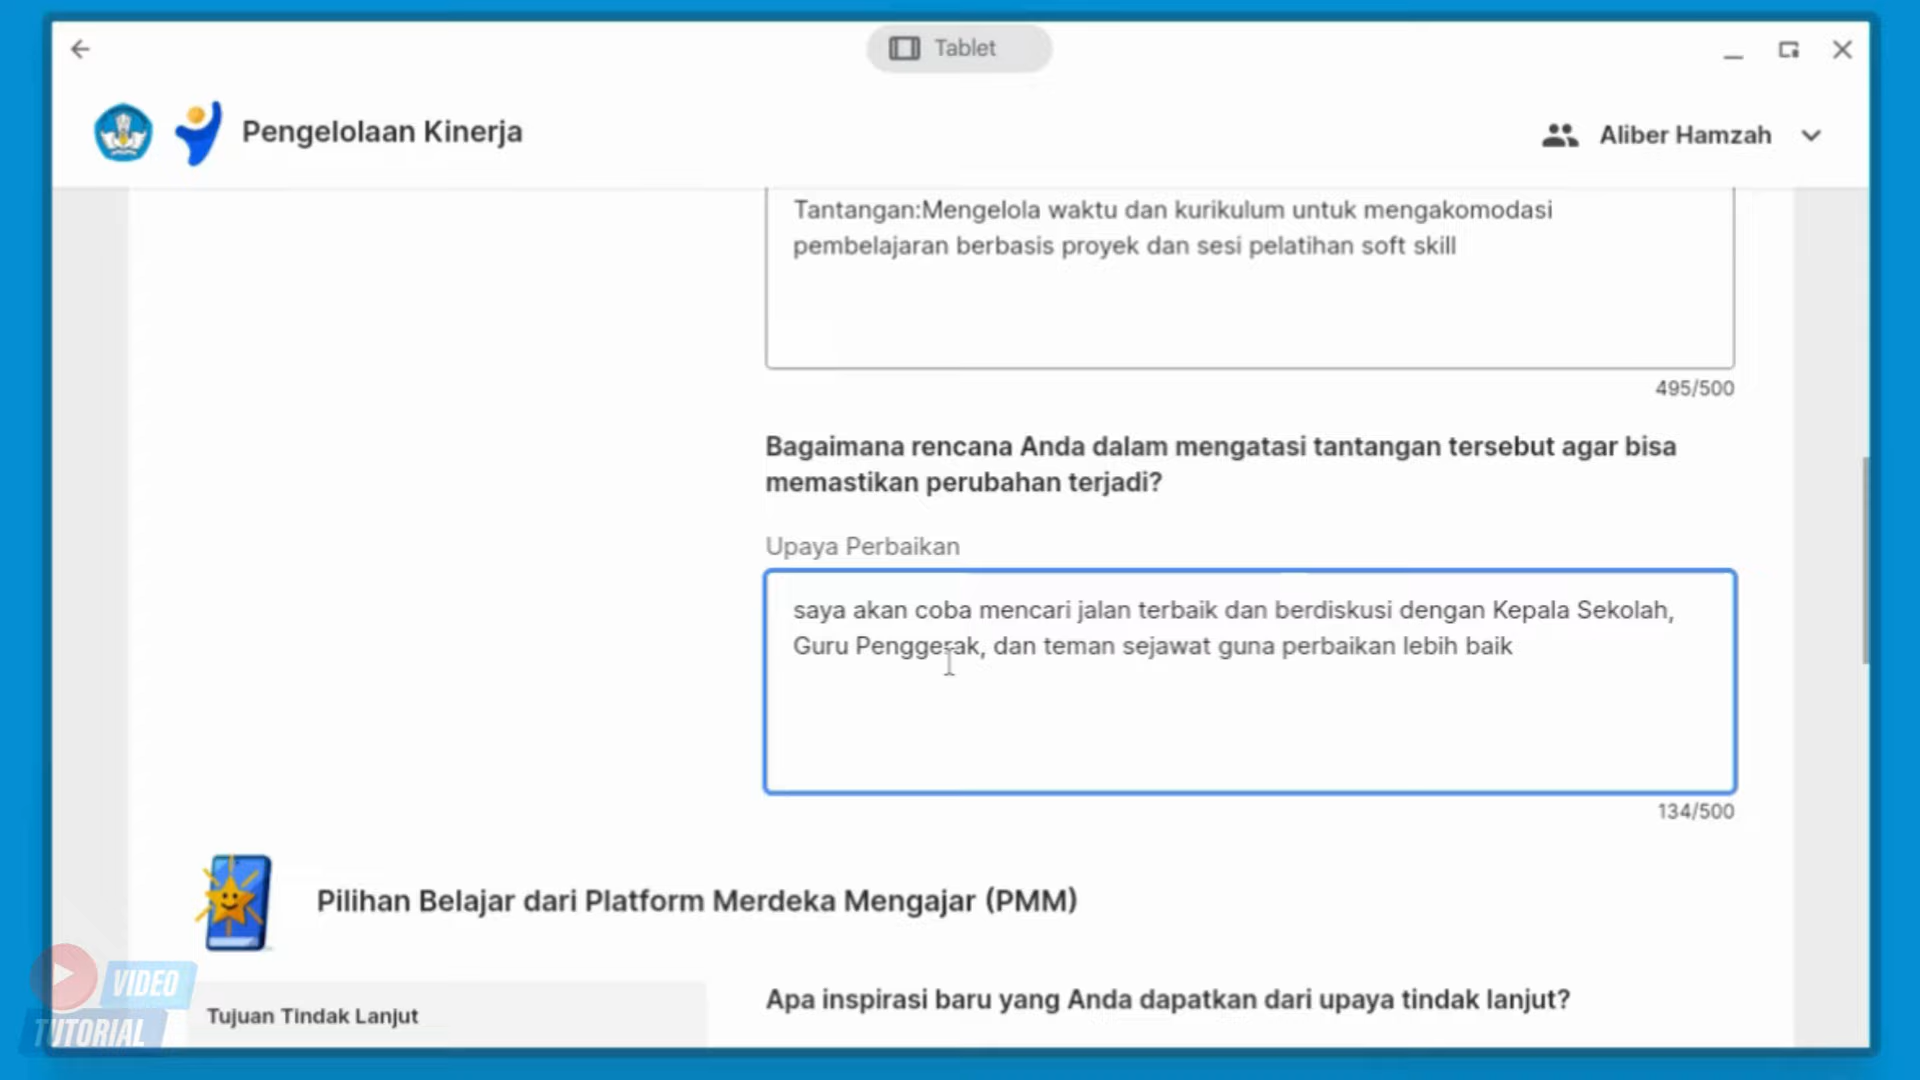 Tablet
Pengelolaan Kinerja
Aliber Hamzah
Tantangan:Mengelola waktu dan kurikulum untuk mengakomodasi
pembelajaran berbasis proyek dan sesi pelatihan soft skill
495/500
Bagaimana rencana Anda dalam mengatasi tantangan tersebut agar bisa
memastikan perubahan terjadi?
Upaya Perbaikan
saya akan coba mencari jalan terbaik dan berdiskusi dengan Kepala Sekolah,
Guru Penggerak, dan teman sejawat guna perbaikan lebih baik
134/500
Pilihan Belajar dari Platform Merdeka Mengajar (PMM)
Tujuan Tindak Lanjut
Apa inspirasi baru yang Anda dapatkan dari upaya tindak lanjut?
VIDEO
TUTORIAL